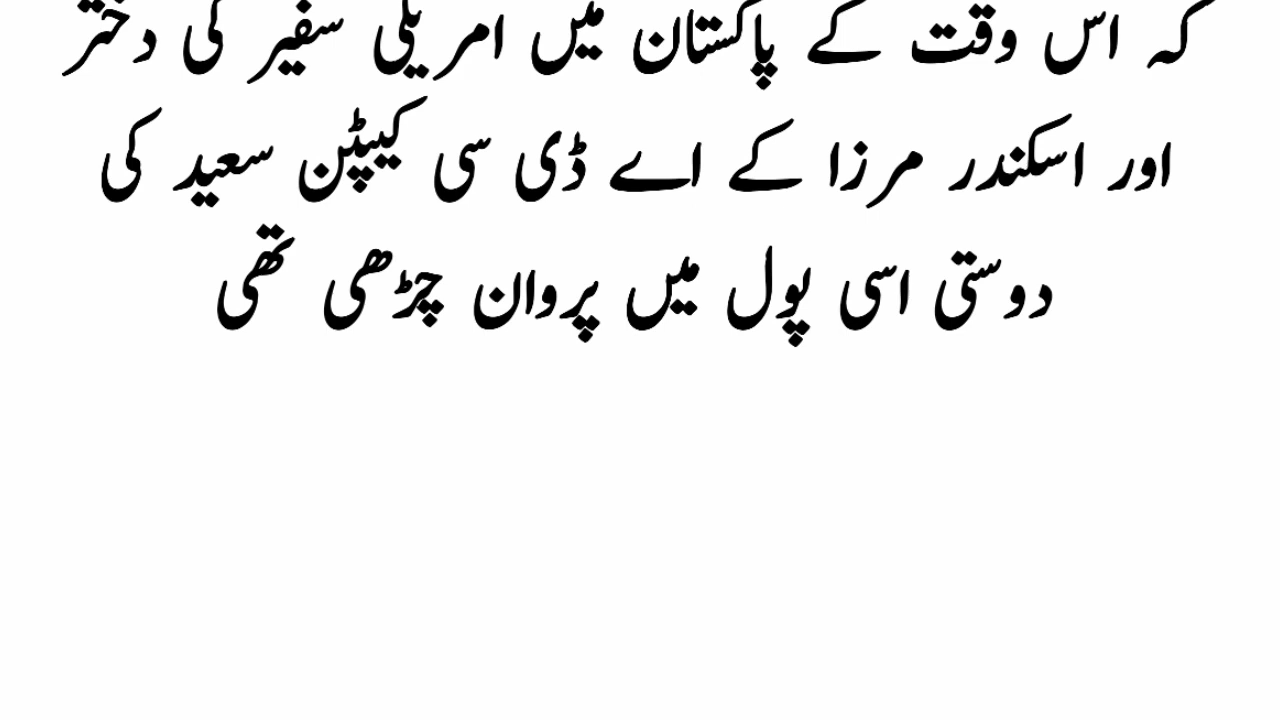 کہ اس وقت کے پاکستان میں امریلی سفیر کی دختر
اور اسکندر مرزا کے اے ڈی سی کیپٹن سعید کی
دوستی اسی پول میں پروان چڑھی تھی